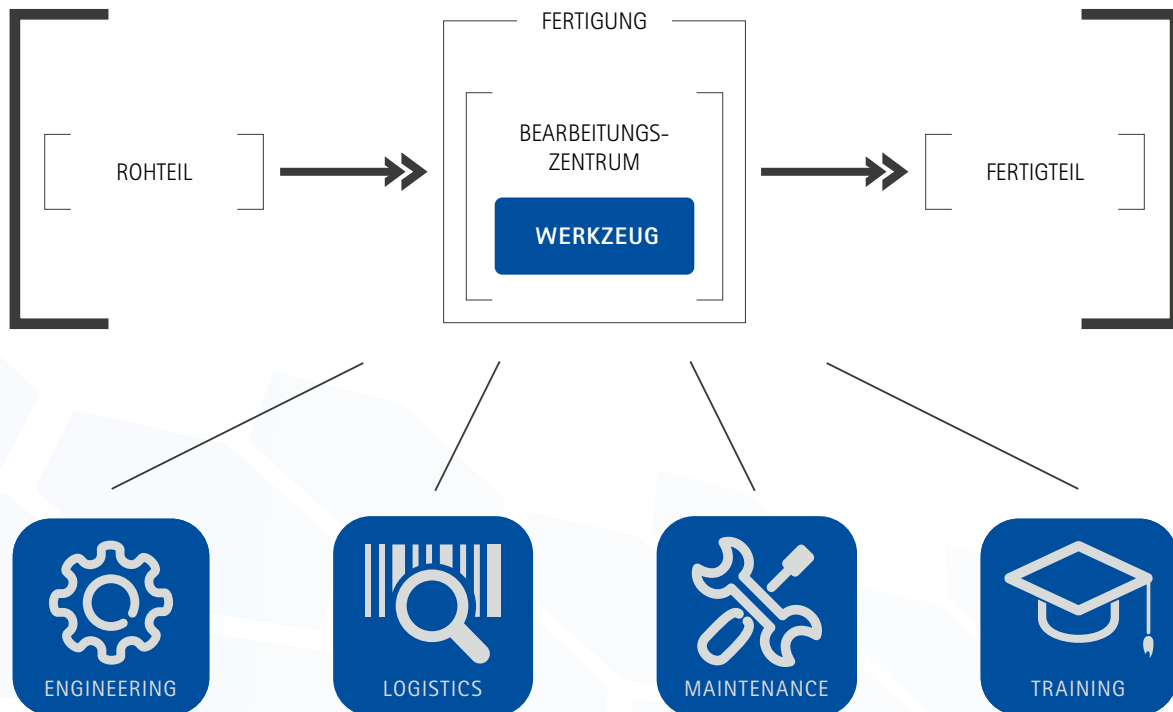 FERTIGUNG
ROHTEIL
BEARBEITUNGS-
ZENTRUM
WERKZEUG
FERTIGTEIL
ENGINEERING
LOGISTICS
MAINTENANCE
TRAINING